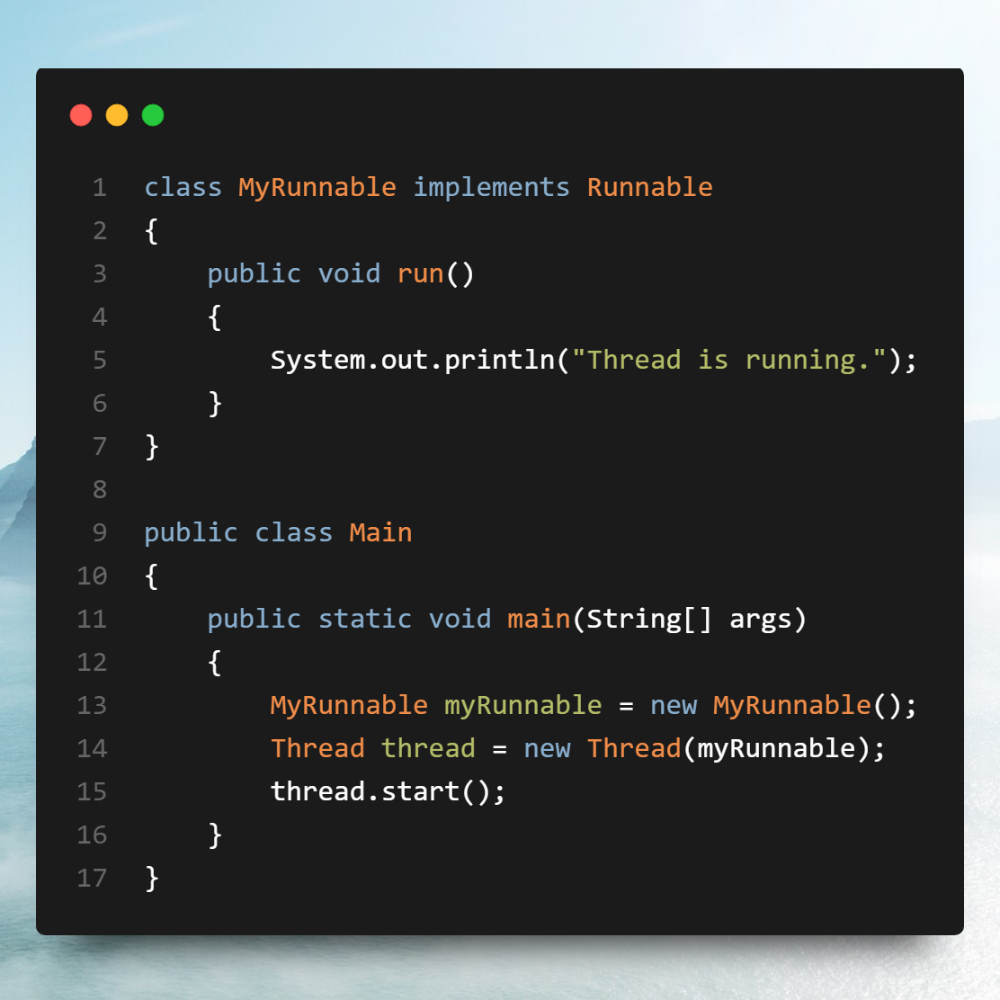 1 class MyRunnable implements Runnable
2 {
3     public void run()
4     {
5         System.out.println("Thread is running.");
6     }
7 }
8
9 public class Main
10 {
11     public static void main(String[] args)
12     {
13         MyRunnable myRunnable = new MyRunnable();
14         Thread thread = new Thread(myRunnable);
15         thread.start();
16     }
17 }